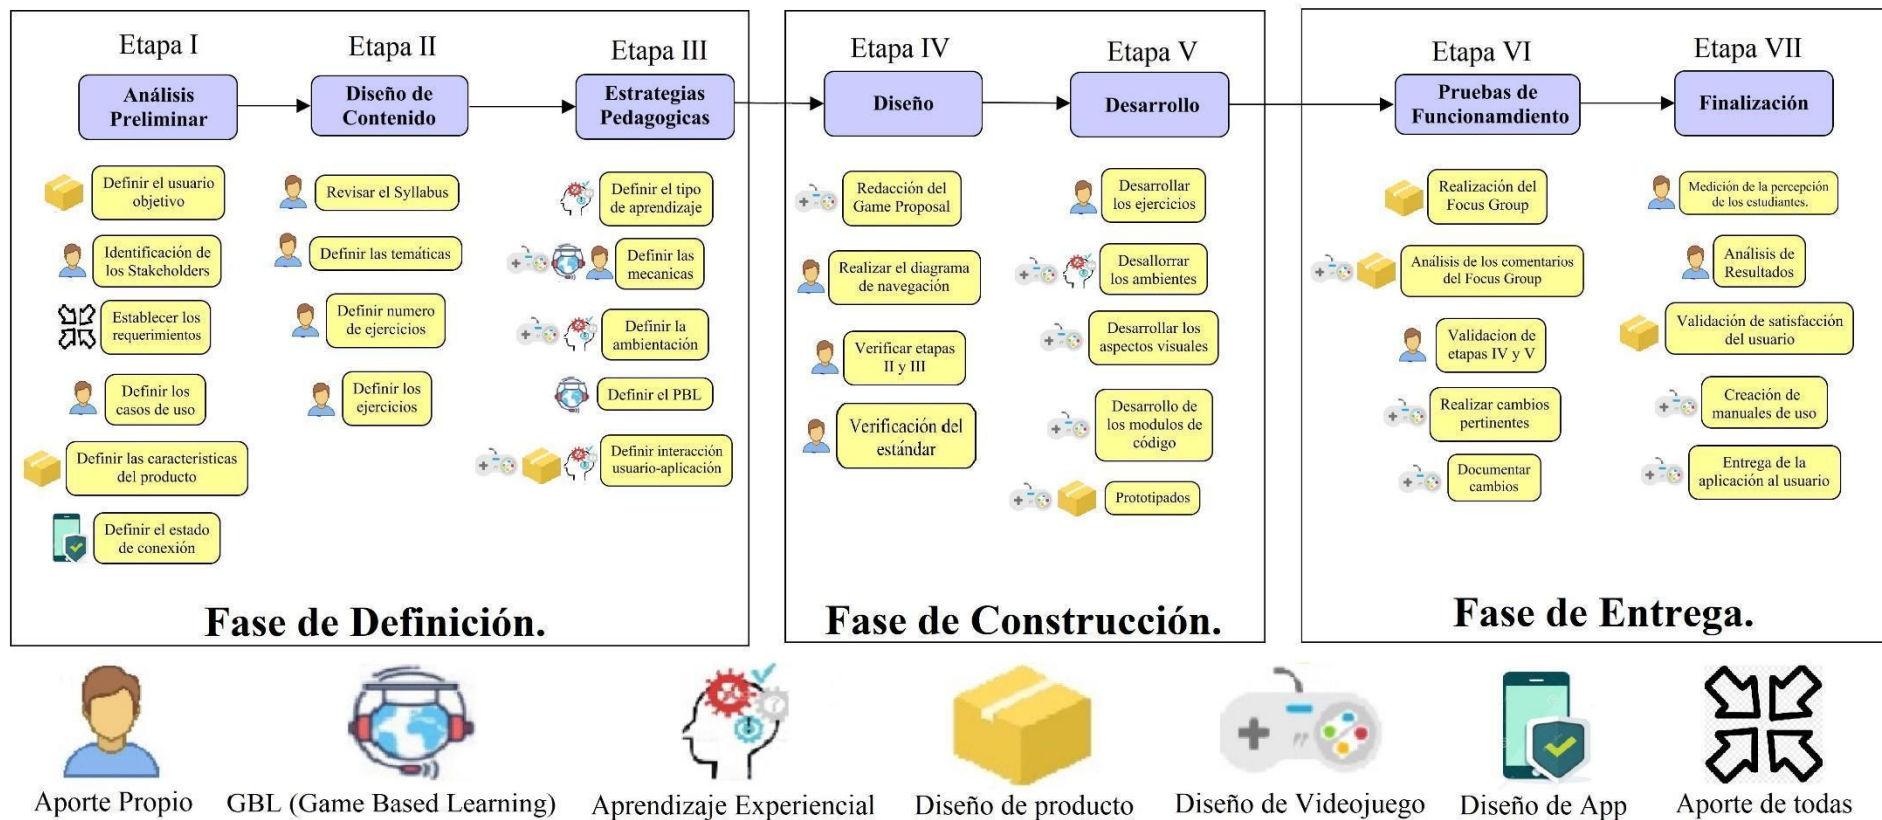 Etapa I
Análisis
Preliminar
Definir el usuario
objetivo
Identificación de
los Stakeholders
Establecer los
requerimientos
Definir los
casos de uso
Definir las caracteristicas
del producto
Definir el estado
de conexión
Etapa II
Diseño de
Contenido
Revisar el Syllabus
Definir las temáticas
Definir numero
de ejercicios
Definir los
ejercicios
Etapa III
Estrategias
Pedagogicas
Definir el tipo
de aprendizaje
Definir las
mecanicas
Definir la
ambientación
Definir el PBL
Definir interacción
usuario-aplicación
Fase de Definición.
Etapa IV
Diseño
Redacción del
Game Proposal
Realizar el diagrama
de navegación
Verificar etapas
II y III
Verificación del
estándar
Etapa V
Desarrollo
Desarrollar
los ejercicios
Desallorrar
los ambientes
Desarrollar los
aspectos visuales
Desarrollo de
los modulos de
código
Prototipados
Fase de Construcción.
Etapa VI
Pruebas de
Funcionamdiento
Realización del
Focus Group
Análisis de los comentarios
del Focus Group
Validacion de
etapas IV y V
Realizar cambios
pertinentes
Documentar
cambios
Etapa VII
Finalización
Medición de la percepción
de los estudiantes.
Análisis de
Resultados
Validación de satisfacción
del usuario
Creación de
manuales de uso
Entrega de la
aplicación al usuario
Fase de Entrega.
Aporte Propio
GBL (Game Based Learning)
Aprendizaje Experiencial
Diseño de producto
Diseño de Videojuego
Diseño de App
Aporte de todas